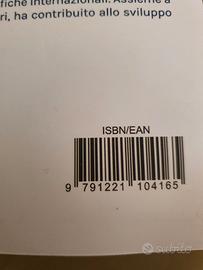 fiche internazionali. Assieme a
ri, ha contribuito allo sviluppo
ISBN/EAN
9 791221 104165
subito